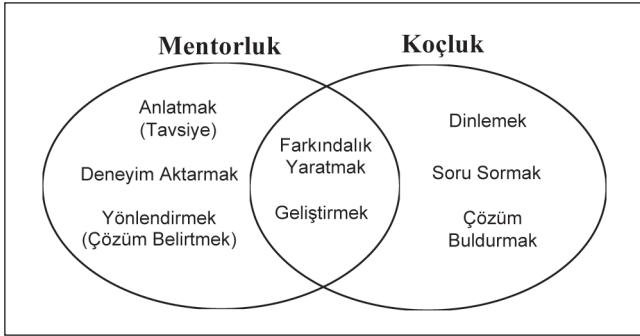 Mentorluk
Koçluk
Anlatmak
(Tavsiye)
Deneyim Aktarmak
Yönlendirmek
(Çözüm Belirtmek)
Farkındalık
Yaratmak
Geliştirmek
Dinlemek
Soru Sormak
Çözüm
Buldurmak